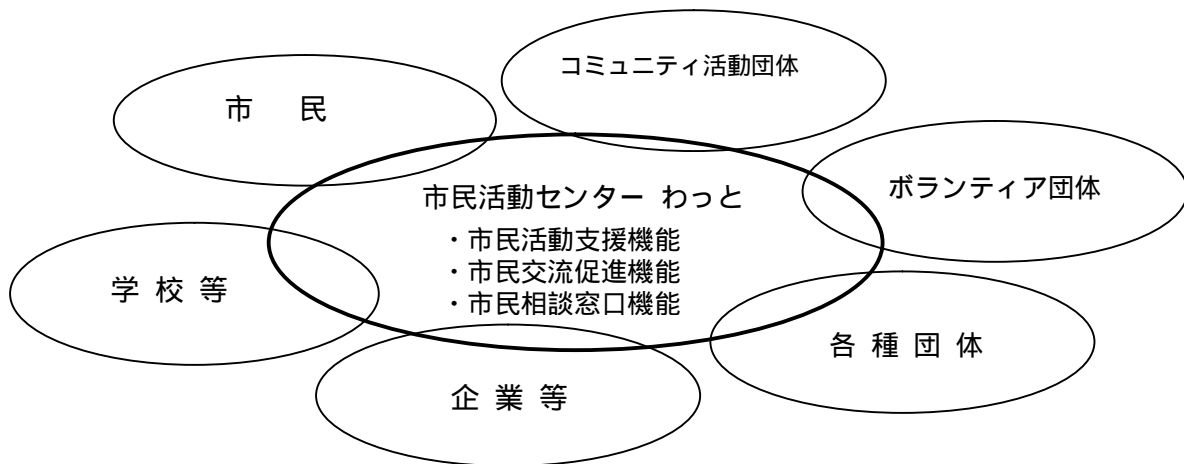 コミュニティ活動団体
市 民
ボランティア団体
市民活動センター わっと
・市民活動支援機能
・市民交流促進機能
・市民相談窓口機能
学 校 等
各 種 団 体
企 業 等